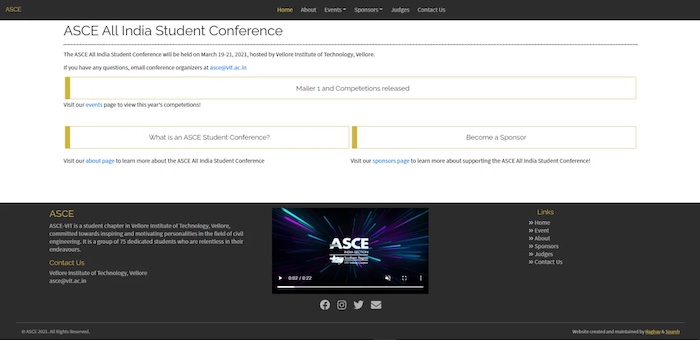 ASCE
Home About Events Sponsors Judges Contact Us
ASCE All India Student Conference
The ASCE All India Student Conference will be held on March 19-21, 2021, hosted by Vellore Institute of Technology, Vellore.
If you have any questions, email conference organizers at asce@vit.ac.in
Mailer 1 and Competetions released
Visit our events page to view this year's competitions!
What is an ASCE Student Conference?
Become a Sponsor
Visit our about page to learn more about the ASCE All India Student Conference
Visit our sponsors page to learn more about supporting the ASCE All India Student Conference!
ASCE
ASCE-VIT is a student chapter in Vellore Institute of Technology, Vellore,
committed towards inspiring and motivating personalities in the field of civil
engineering. It is a group of 75 dedicated students who are relentless in their
endeavours.
Contact Us
Vellore Institute of Technology, Vellore
asce@vit.ac.in
ASCE
INDIA SECTION
Southern Region
0:02 / 0:22
Links
» Home
» Event
» About
» Sponsors
» Judges
» Contact Us
© ASCE 2021. All Rights Reserved.
Website created and maintained by Raghav & Sparsh